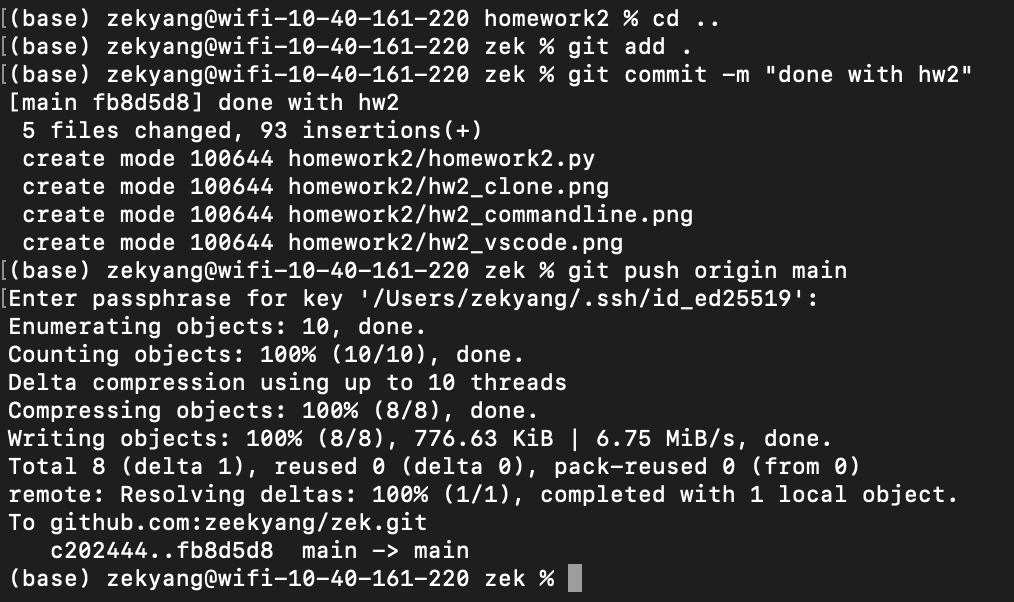 [(base) zekyang@wifi-10-40-161-220 homework2 % cd ..
[(base) zekyang@wifi-10-40-161-220 zek % git add .
[(base) zekyang@wifi-10-40-161-220 zek % git commit -m "done with hw2"
[main fb8d5d8] done with hw2
 5 files changed, 93 insertions(+)
 create mode 100644 homework2/homework2.py
 create mode 100644 homework2/hw2_clone.png
 create mode 100644 homework2/hw2_commandline.png
 create mode 100644 homework2/hw2_vscode.png
[(base) zekyang@wifi-10-40-161-220 zek % git push origin main
[Enter passphrase for key '/Users/zekyang/.ssh/id_ed25519':
Enumerating objects: 10, done.
Counting objects: 100% (10/10), done.
Delta compression using up to 10 threads
Compressing objects: 100% (8/8), done.
Writing objects: 100% (8/8), 776.63 KiB | 6.75 MiB/s, done.
Total 8 (delta 1), reused 0 (delta 0), pack-reused 0 (from 0)
remote: Resolving deltas: 100% (1/1), completed with 1 local object.
To github.com:zeekyang/zek.git
   c202444..fb8d5d8  main -> main
(base) zekyang@wifi-10-40-161-220 zek %